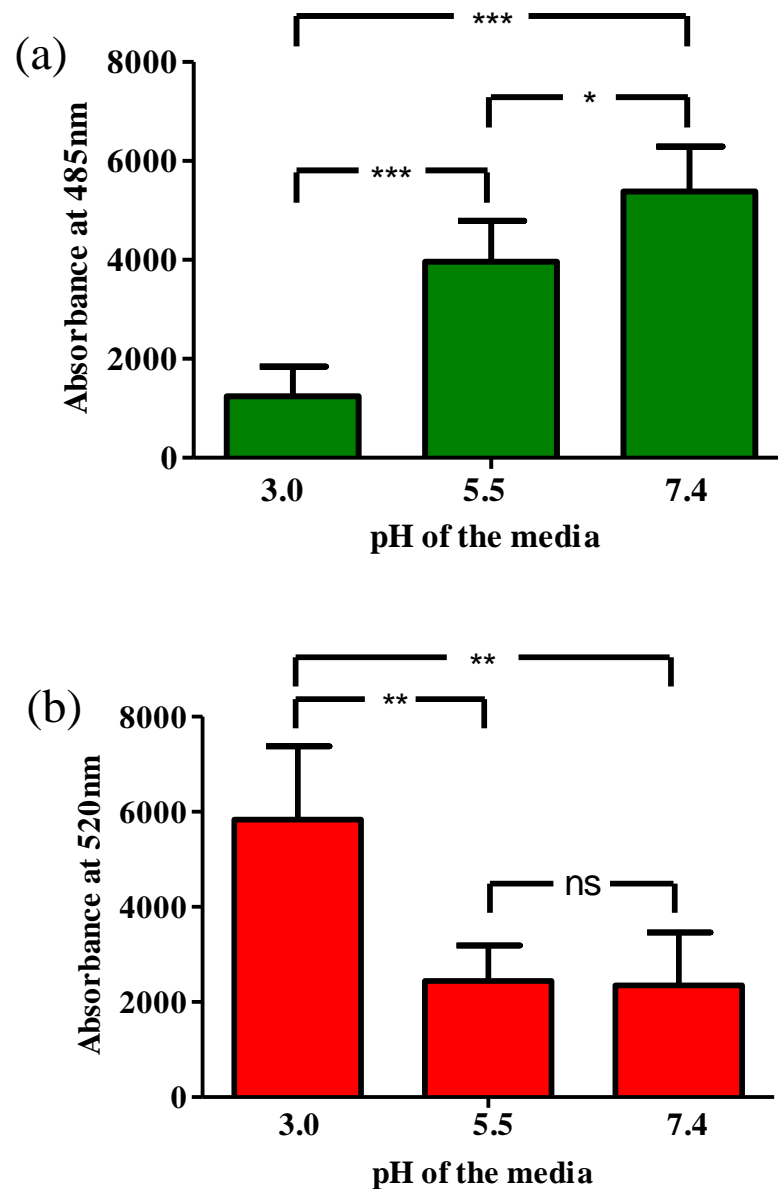 ***
(a)
8000
*
6000
***
4000
2000
0
Absorbance at 485nm
3.0 5.5 7.4
pH of the media
**
(b)
**
8000
6000
ns
4000
2000
0
Absorbance at 520nm
3.0 5.5 7.4
pH of the media